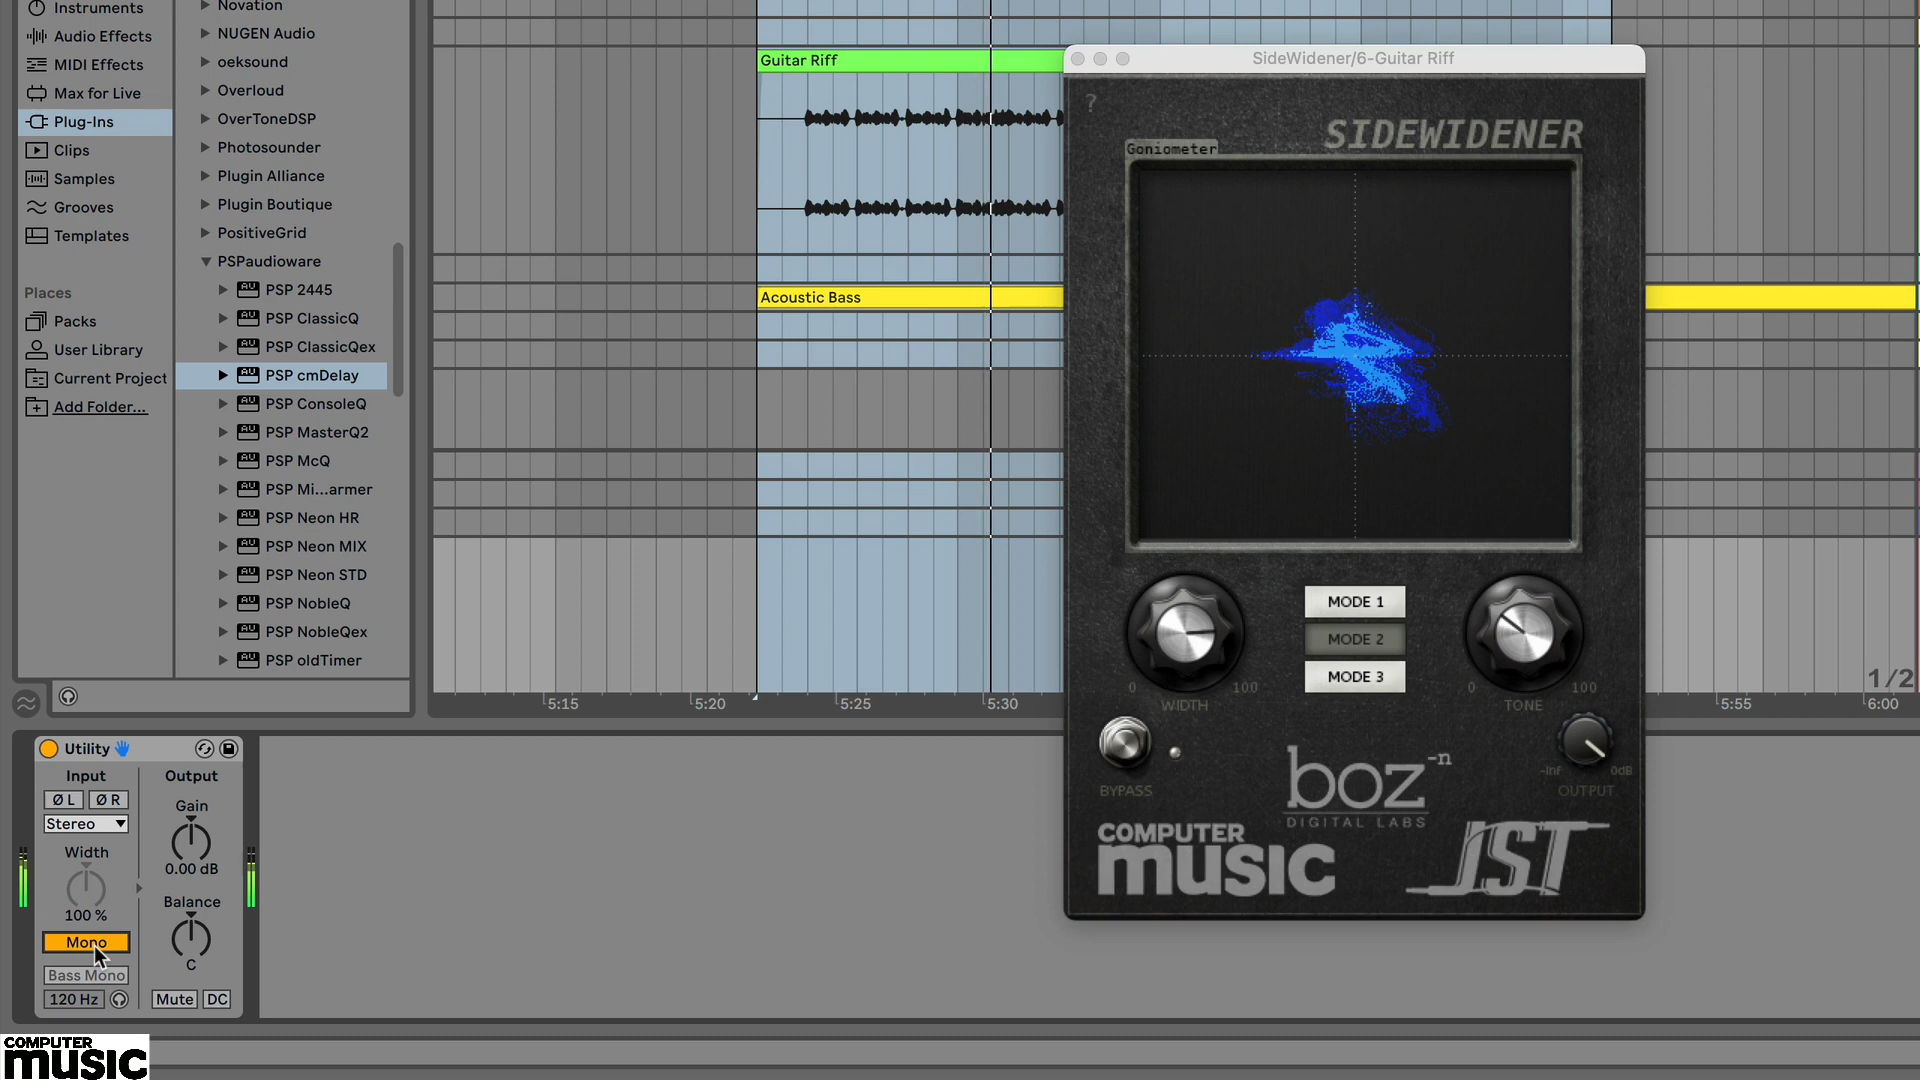 Instruments
Audio Effects
MIDI Effects
Max for Live
Plug-Ins
Clips
Samples
Grooves
Templates
Places
Packs
User Library
Current Project
Add Folder...
Novation
NUGEN Audio
oeksound
Overloud
OverToneDSP
Photosounder
Plugin Alliance
Plugin Boutique
PositiveGrid
PSPaudioware
PSP 2445
PSP ClassicQ
PSP ClassicQex
PSP cmDelay
PSP ConsoleQ
PSP MasterQ2
PSP McQ
PSP Mi...armer
PSP Neon HR
PSP Neon MIX
PSP Neon STD
PSP NobleQ
PSP NobleQex
PSP oldTimer
Guitar Riff
Acoustic Bass
5:15
5:20
5:25
5:30
5:55
6:00
1/2
SideWidener/6-Guitar Riff
?
SIDEWIDENER
Goniometer
MODE 1
MODE 2
MODE 3
0 100
WIDTH
0 100
TONE
BYPASS
-Inf 0dB
OUTPUT
boz-n
DIGITAL LABS
COMPUTER
music
JST
Utility
Input
Ø L Ø R
Stereo
Width
100 %
Mono
Bass Mono
120 Hz
Output
Gain
0.00 dB
Balance
C
Mute DC
COMPUTER
music